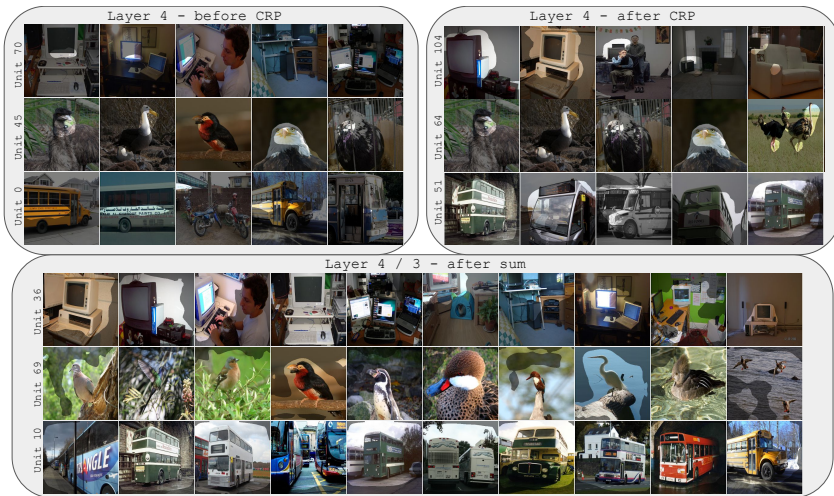 Layer 4 - before CRP
Unit 70
Unit 45
Unit 0
Layer 4 - after CRP
Unit 104
Unit 64
Unit 51
Layer 4 / 3 - after sum
Unit 36
Unit 69
Unit 10
NGLE